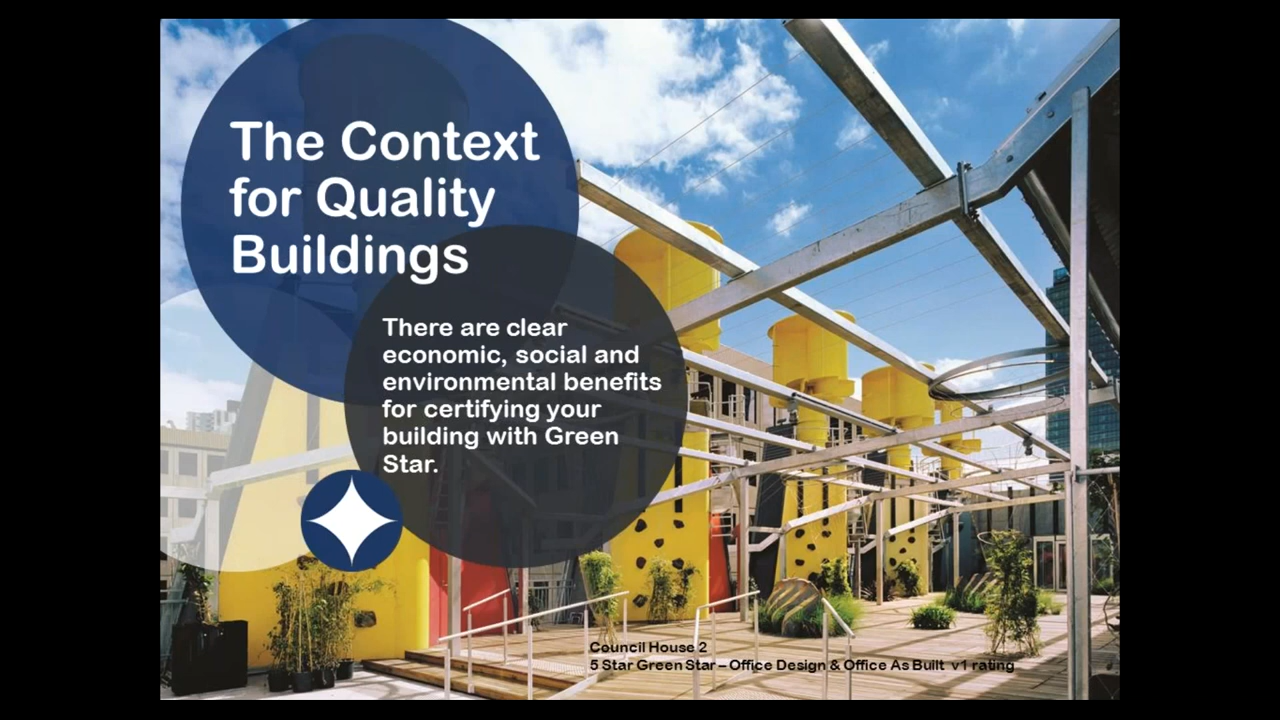 The Context
for Quality
Buildings
There are clear
economic, social and
environmental benefits
for certifying your
building with Green
Star.
Council House 2
5 Star Green Star – Office Design & Office As Built v1 rating